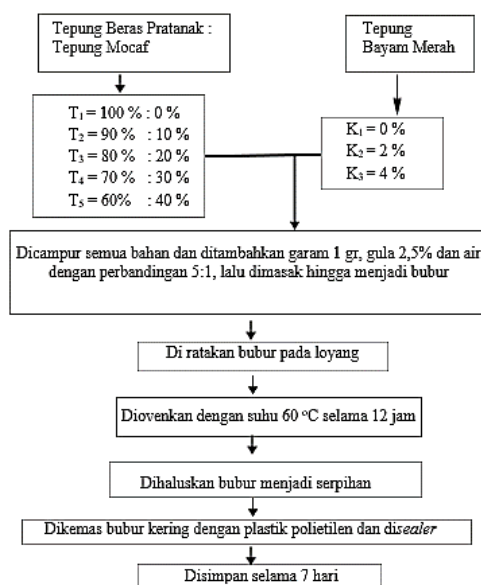 Tepung Beras Pratanak :
Tepung Mocaf
Tepung
Bayam Merah
T₁ = 100 % : 0 %
T₂ = 90 % : 10 %
T₃ = 80 % : 20 %
T₄ = 70 % : 30 %
T₅ = 60% : 40 %
K₁ = 0 %
K₂ = 2 %
K₃ = 4 %
Dicampur semua bahan dan ditambahkan garam 1 gr, gula 2,5% dan air
dengan perbandingan 5:1, lalu dimasak hingga menjadi bubur
Di ratakan bubur pada loyang
Diovenkan dengan suhu 60 °C selama 12 jam
Dihaluskan bubur menjadi serpihan
Dikemas bubur kering dengan plastik polietilen dan disealer
Disimpan selama 7 hari